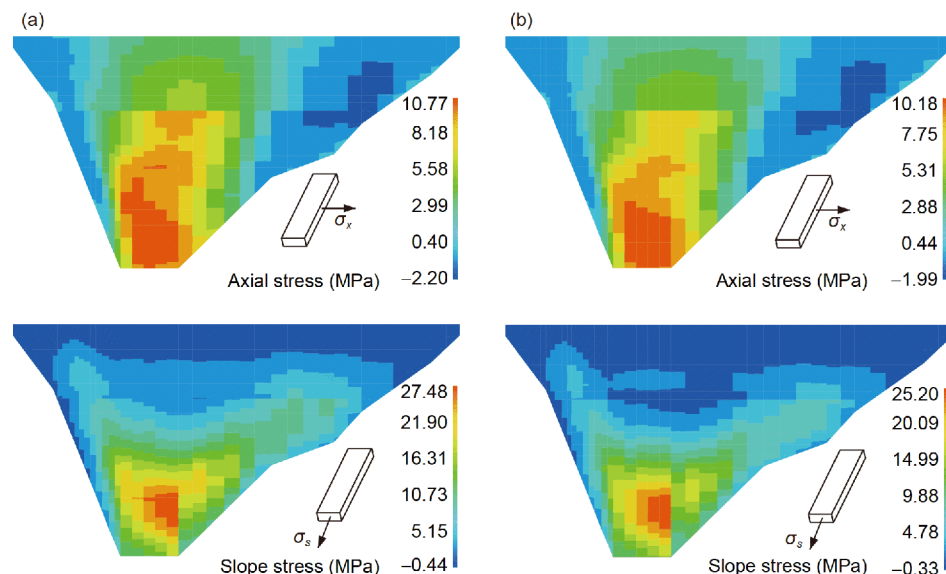 (a)
10.77
8.18
5.58
2.99
0.40
−2.20
σx
Axial stress (MPa)
(b)
10.18
7.75
5.31
2.88
0.44
−1.99
σx
Axial stress (MPa)
27.48
21.90
16.31
10.73
5.15
−0.44
σs
Slope stress (MPa)
25.20
20.09
14.99
9.88
4.78
−0.33
σs
Slope stress (MPa)